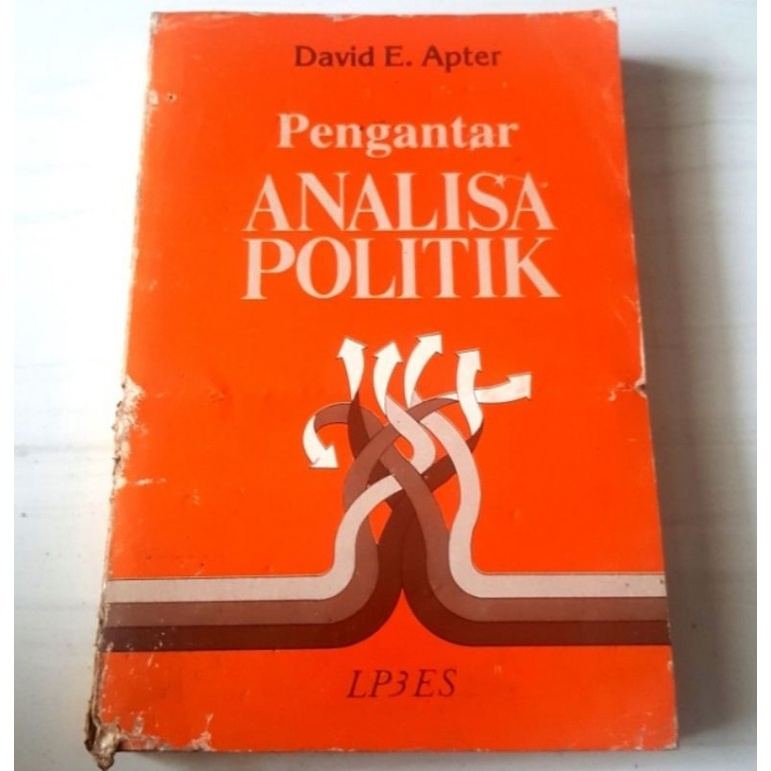 David E. Apter
Pengantar
ANALISA
POLITIK
LP3ES